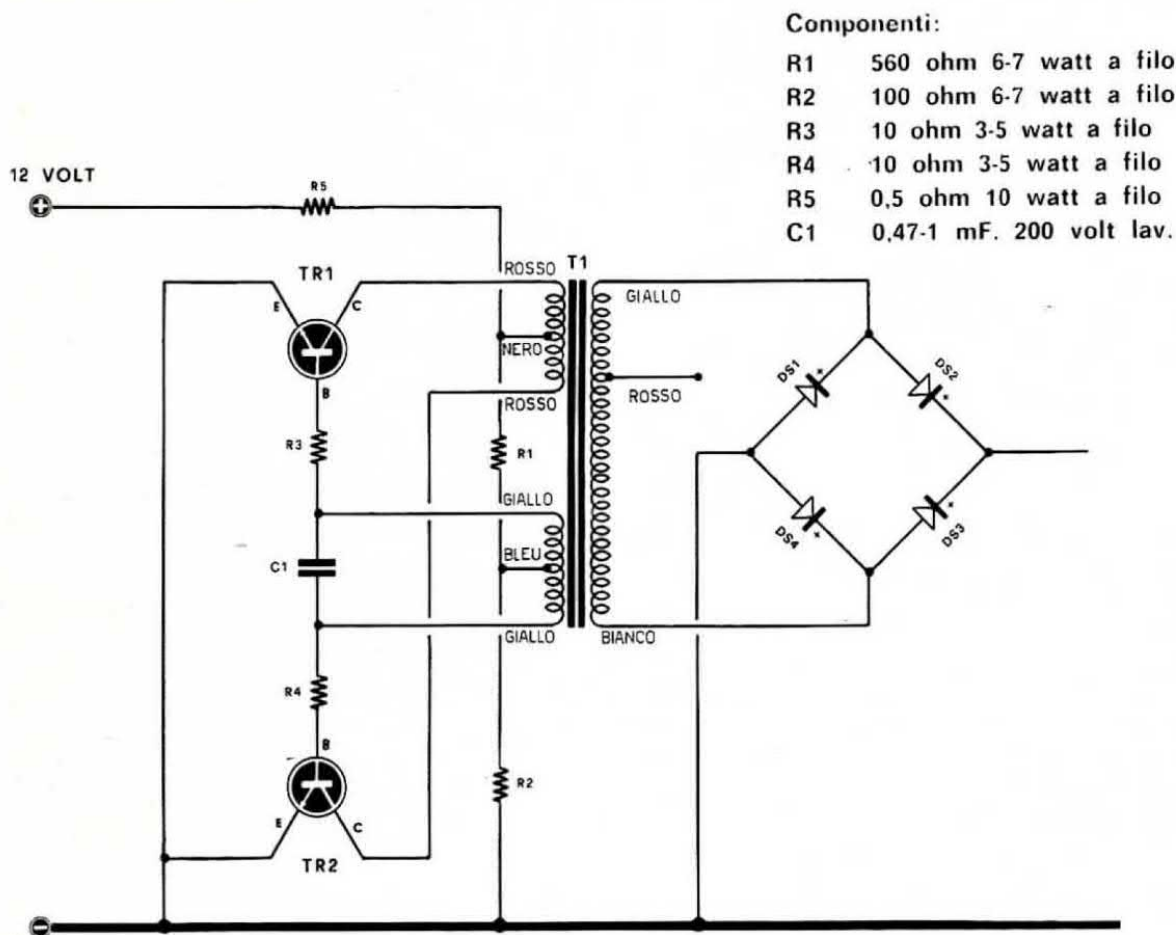 Componenti:
R1 560 ohm 6-7 watt a filo
R2 100 ohm 6-7 watt a filo
R3 10 ohm 3-5 watt a filo
R4 10 ohm 3-5 watt a filo
R5 0,5 ohm 10 watt a filo
C1 0,47-1 mF. 200 volt lav.
12 VOLT
+
R5
ROSSO
T1
TR1
E
C
GIALLO
NERO
DS1
+
DS2
+
B
ROSSO
ROSSO
R3
R1
GIALLO
DS4
+
DS3
+
BLEU
C1
GIALLO
BIANCO
R4
B
R2
E
C
TR2
-